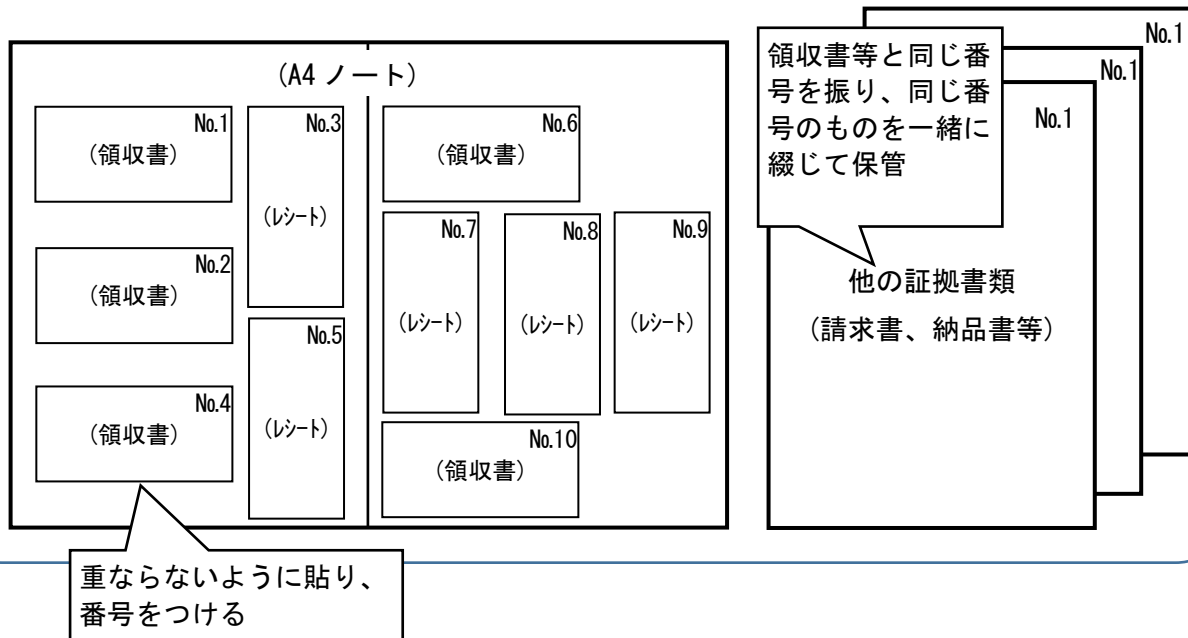 (A4 ノート)
No.1
(領収書)
No.2
(領収書)
No.3
(レシート)
No.4
(領収書)
No.5
(レシート)
No.6
(領収書)
No.7
(レシート)
No.8
(レシート)
No.9
(レシート)
No.10
(領収書)
重ならないように貼り、
番号をつける
領収書等と同じ番
号を振り、同じ番
号のものを一緒に
綴じて保管
No.1
No.1
No.1
他の証拠書類
(請求書、納品書等)